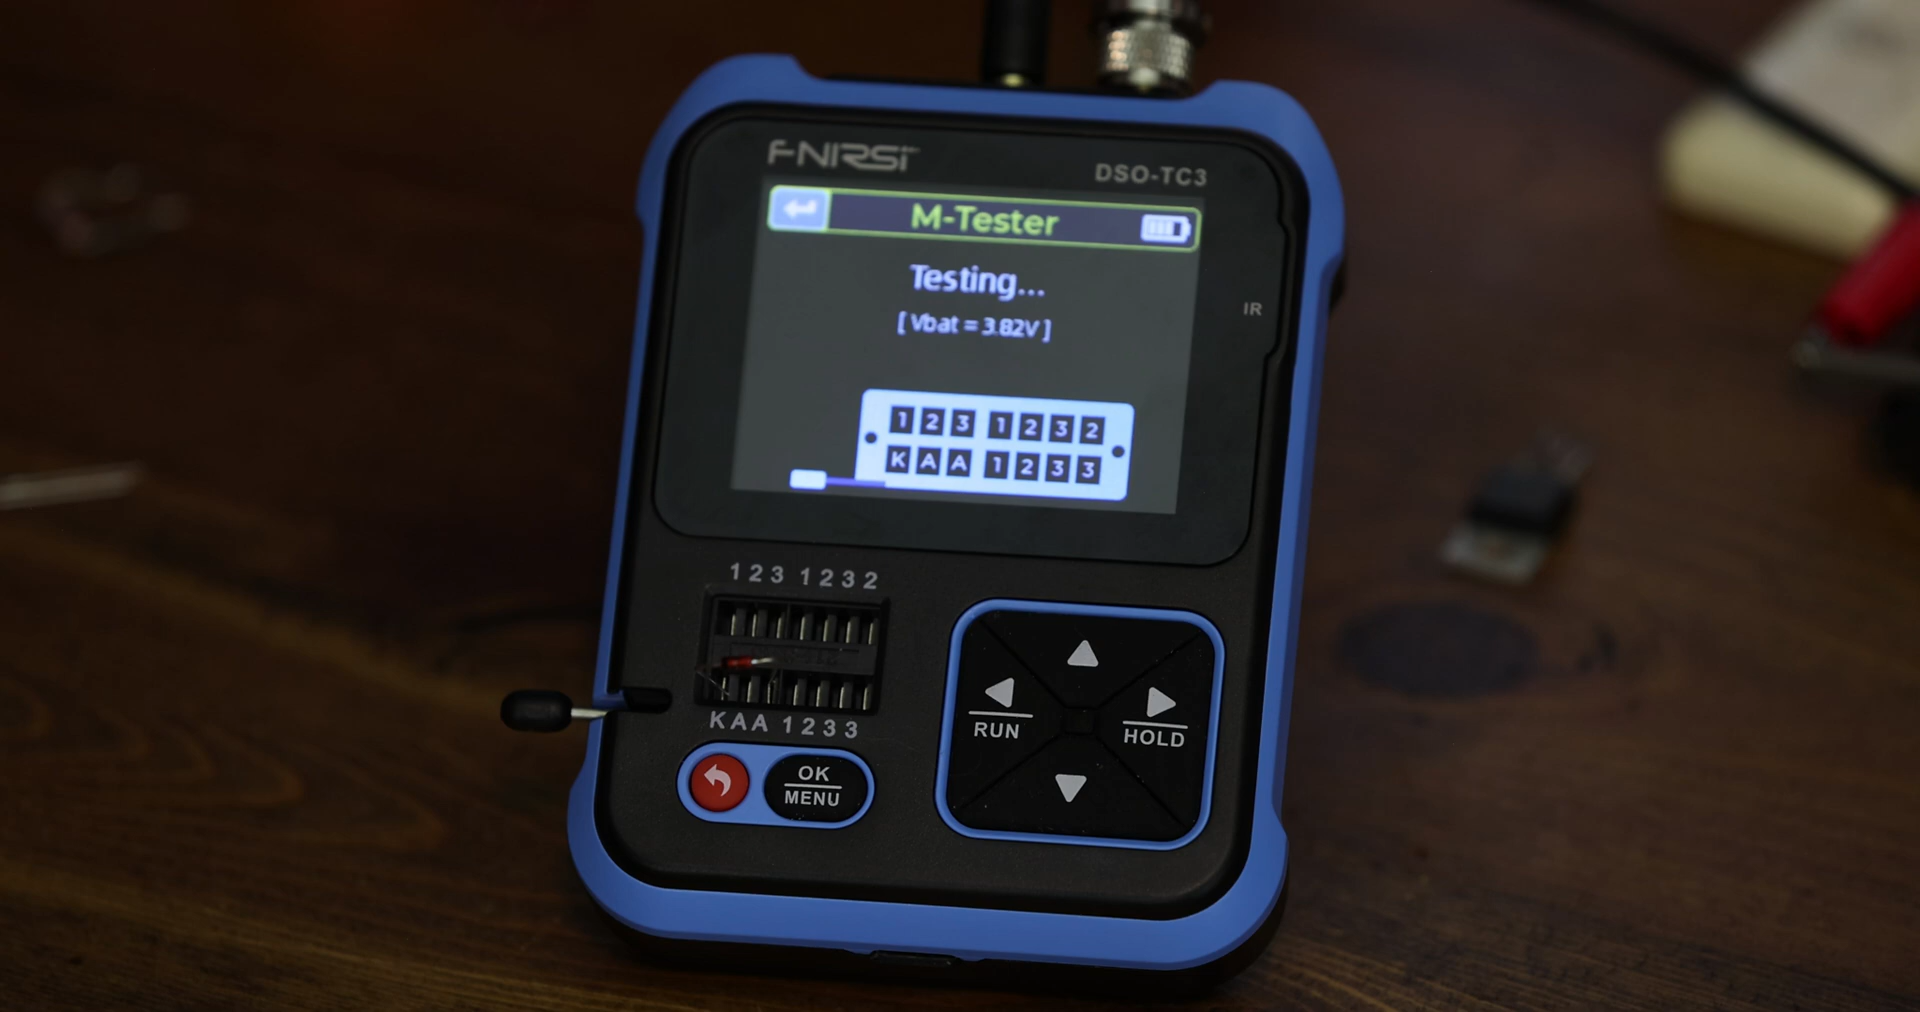 FNIRSI
DSO-TC3
M-Tester
Testing...
[ Vbat = 3.82V ]
1 2 3 1 2 3 2
K A A 1 2 3 3
IR
1 2 3 1 2 3 2
K A A 1 2 3 3
RUN
HOLD
OK
MENU